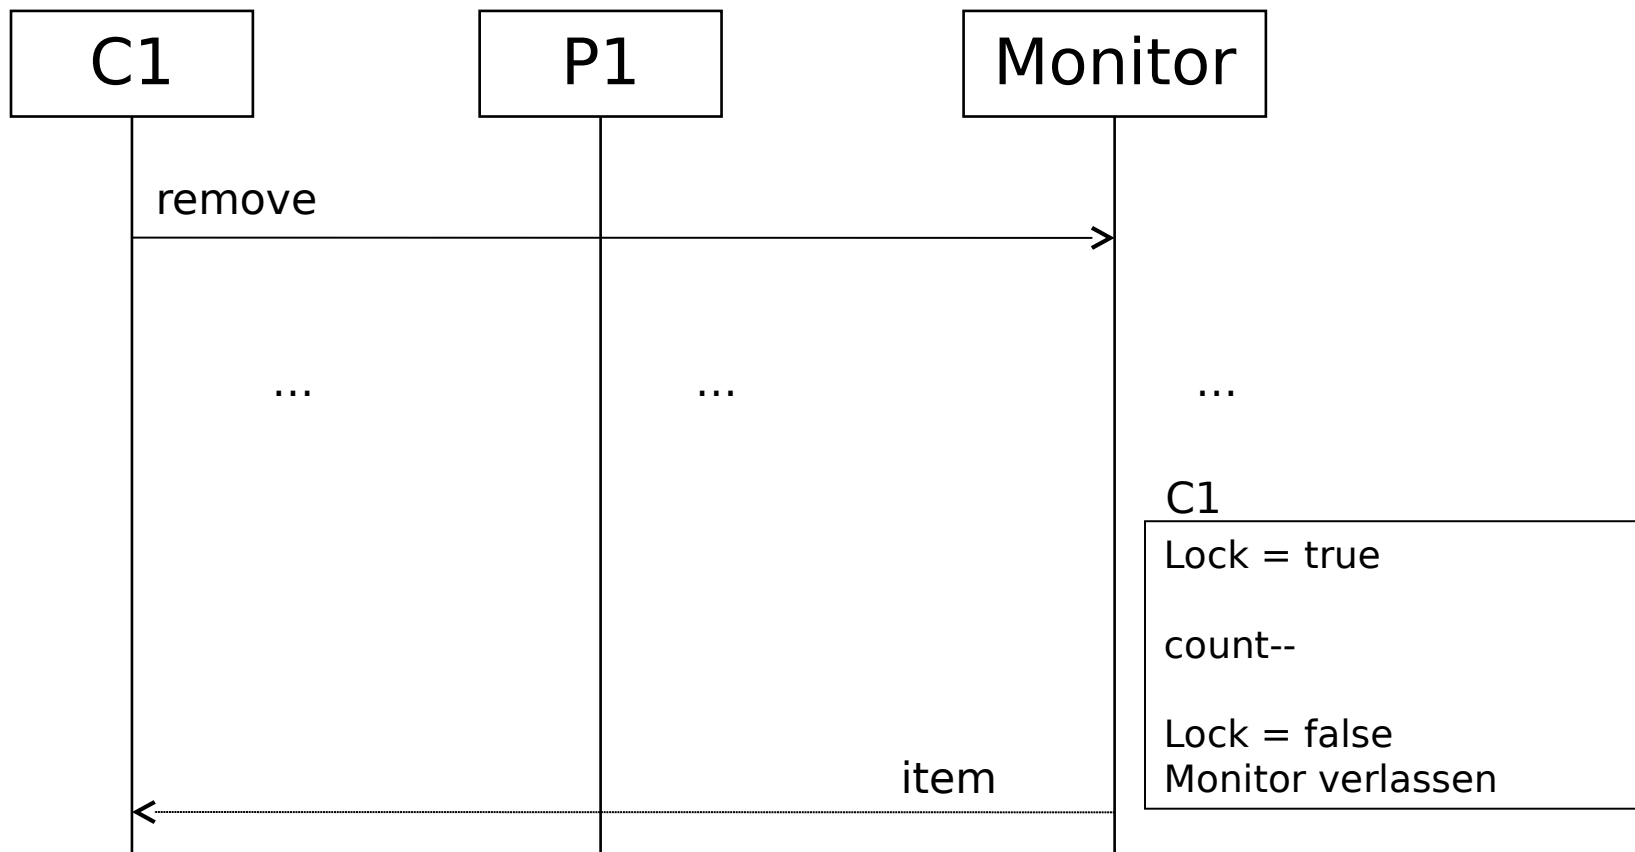 C1
P1
Monitor
remove
... ... ...
C1
Lock = true
count--
Lock = false
Monitor verlassen
item